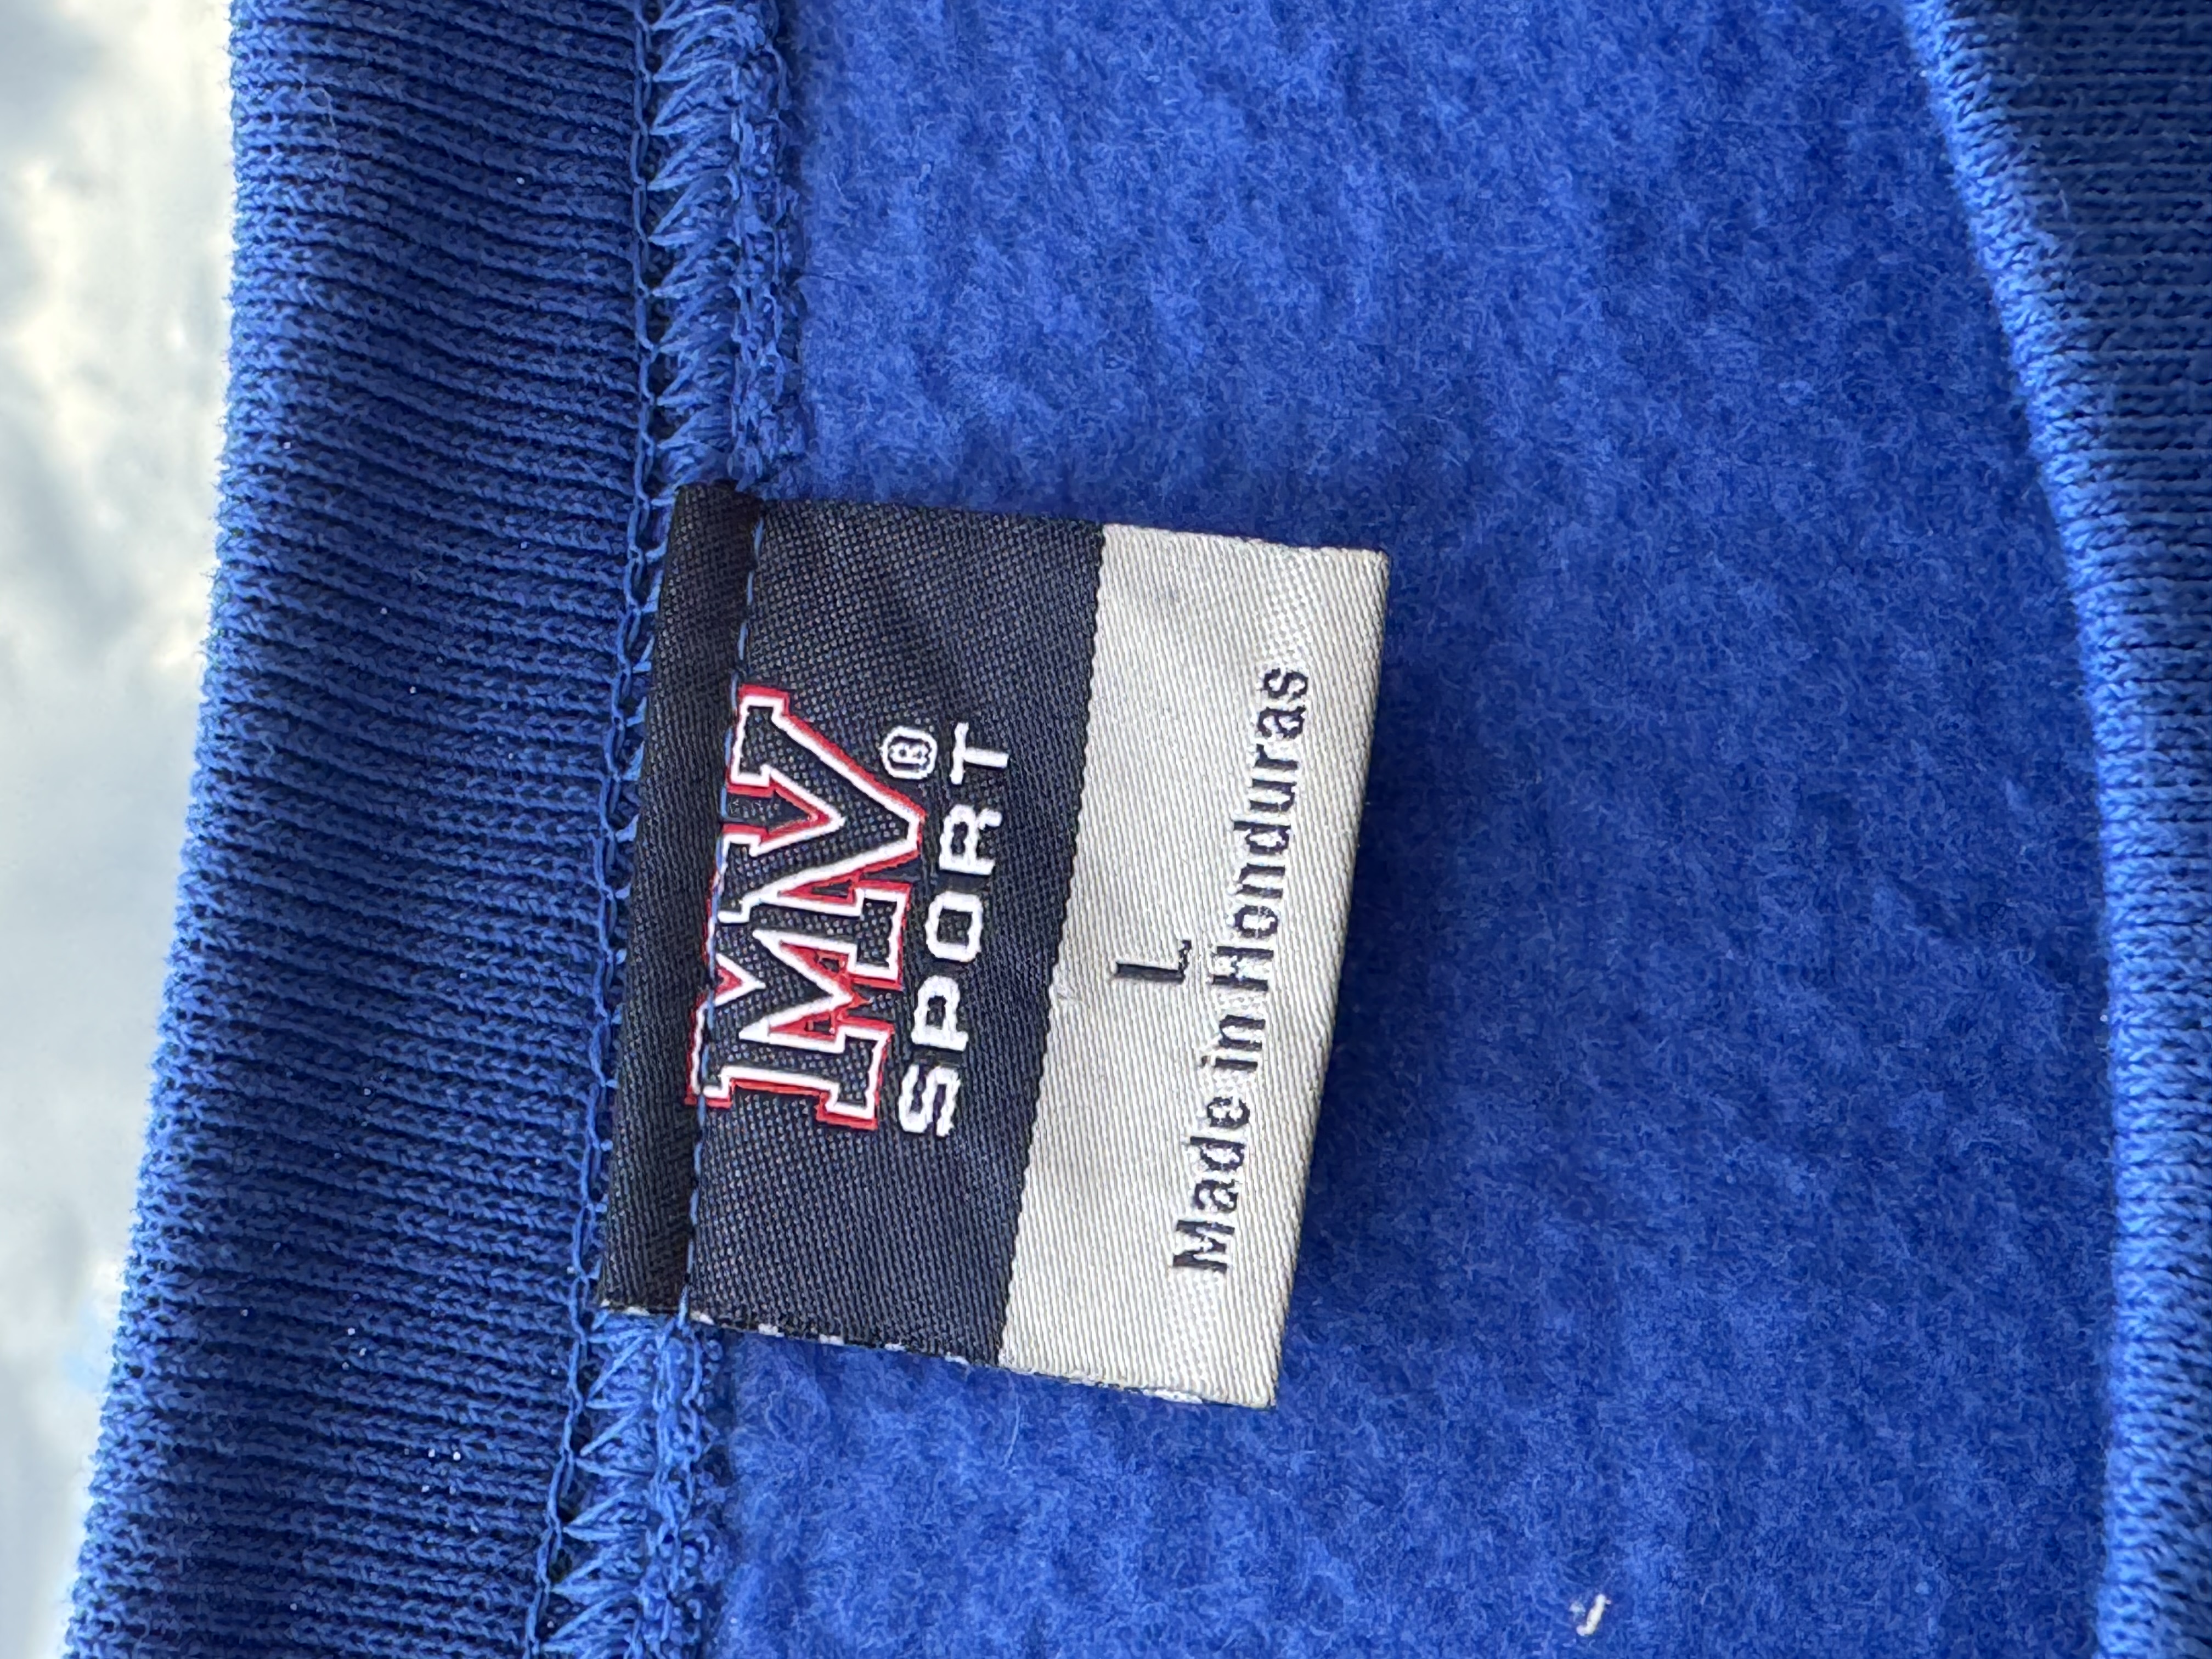 MV®
SPORT
L
Made in Honduras